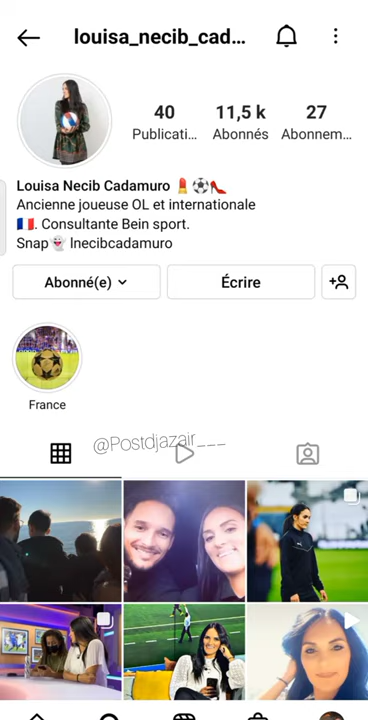 louisa_necib_cad...
40
11,5 k
27
Publicati...
Abonnés
Abonnem...
Louisa Necib Cadamuro 💄⚽👠
Ancienne joueuse OL et internationale
🇫🇷. Consultante Bein sport.
Snap👻 lnecibcadamuro
Abonné(e)
Écrire
France
@Postdjazair___